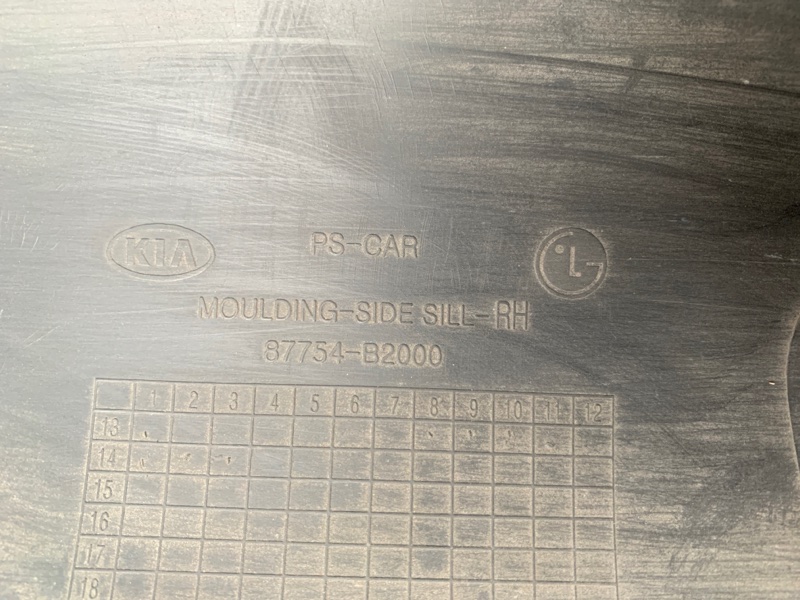 KIA
PS-CAR
LG
MOULDING-SIDE SILL-RH
87754-B2000
1 2 3 4 5 6 7 8 9 10 11 12
13
14
15
16
17
18